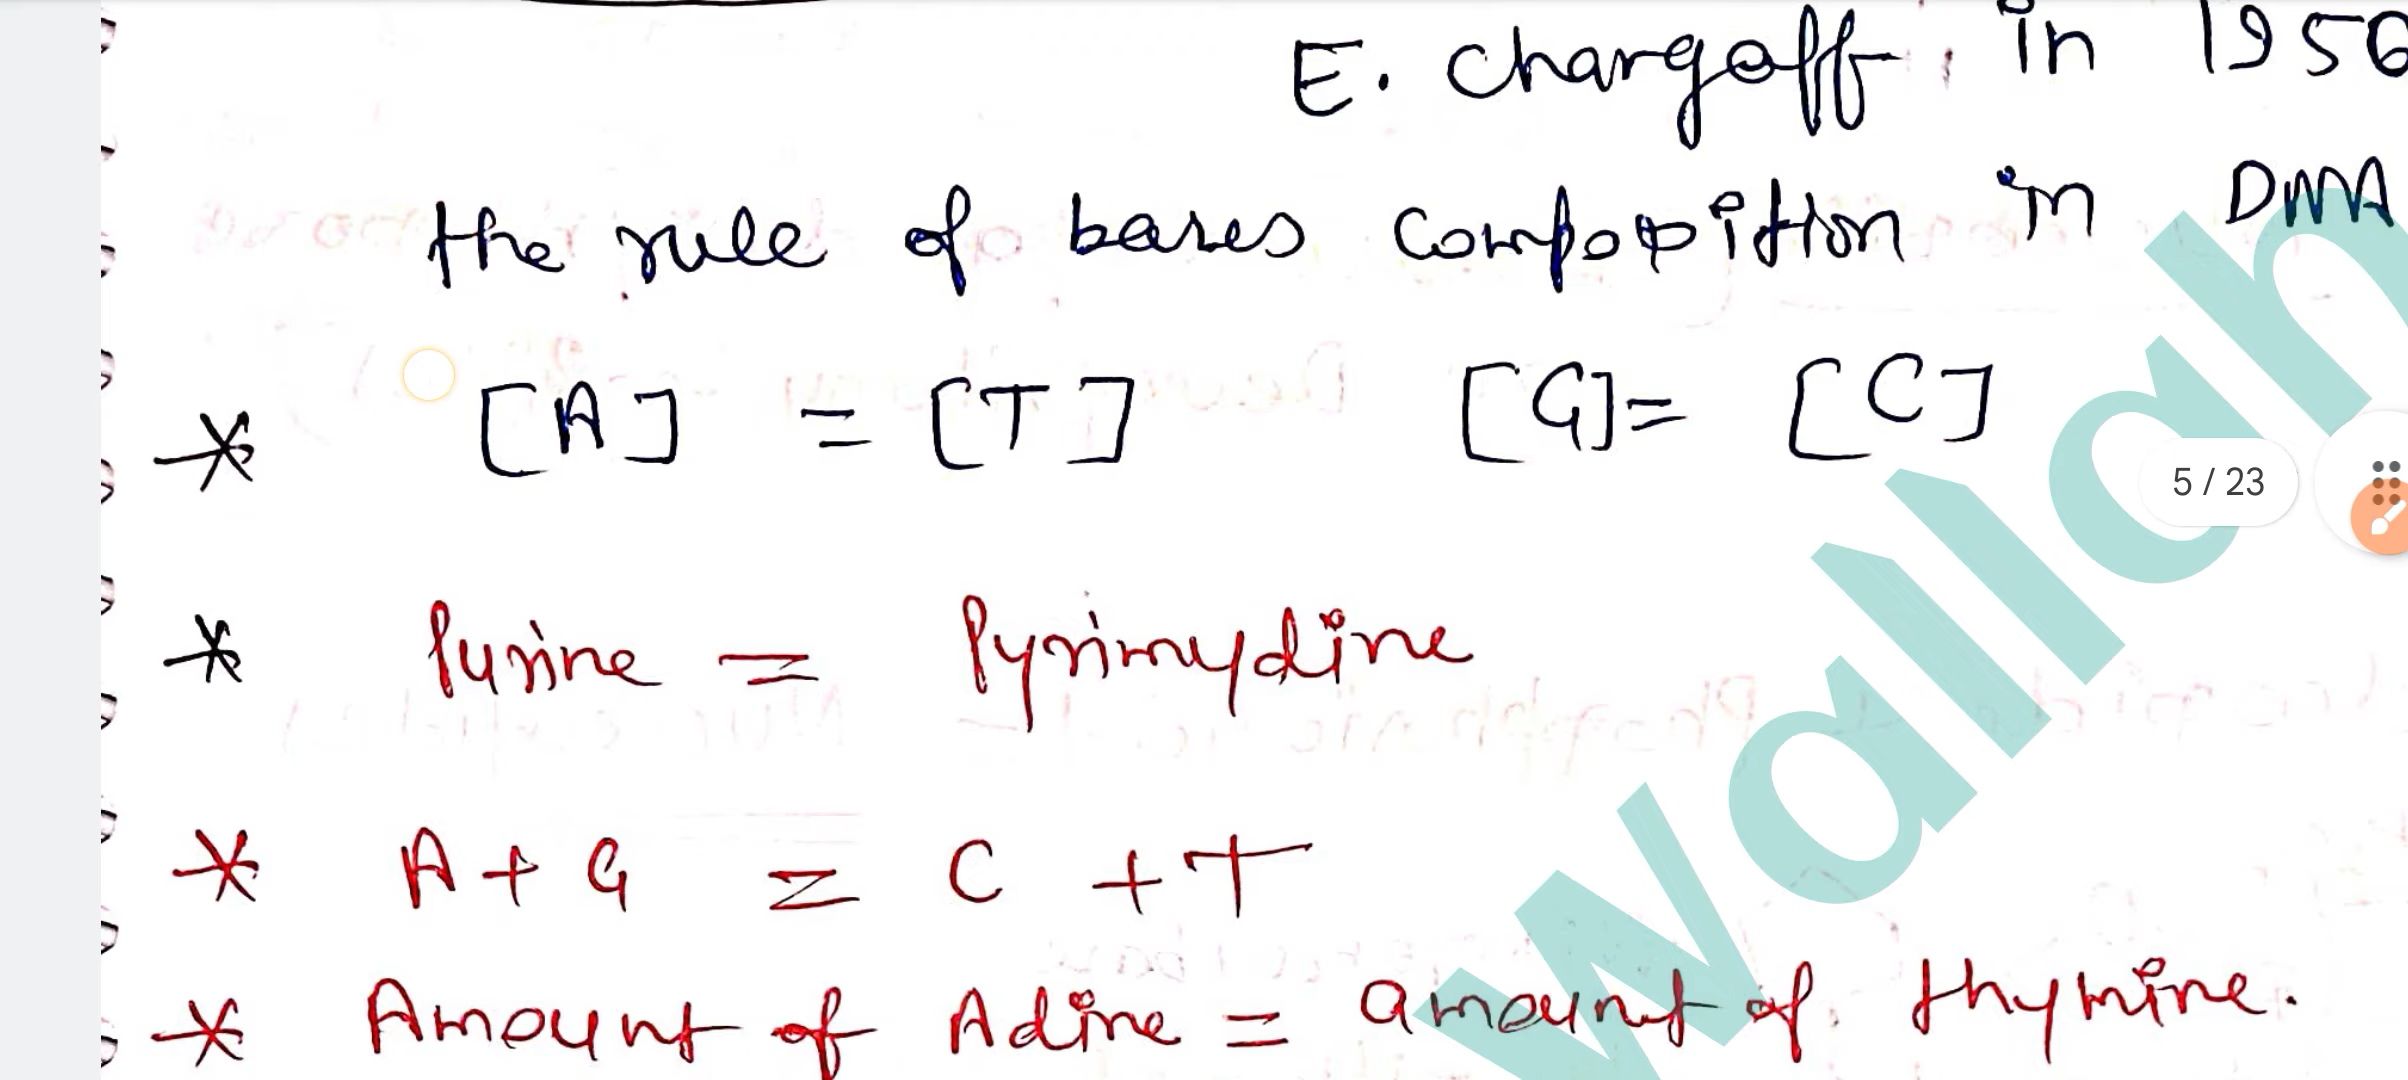 E. Chargaff in 1950
the rule of bases composition in DNA
* [A] = [T] [G] = [C]
5 / 23
* Purine = Pyrimydine
* A + G = C + T
* Amount of Adine = amount of thymine.
wallah